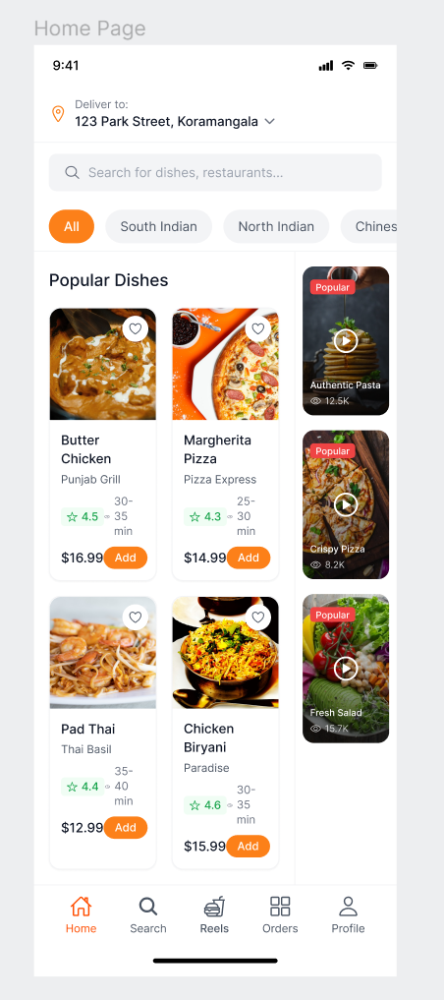 Home Page
9:41
Deliver to:
123 Park Street, Koramangala
Search for dishes, restaurants...
All
South Indian
North Indian
Chines
Popular Dishes
Butter
Chicken
Punjab Grill
4.5
30-
35
min
$16.99
Add
Margherita
Pizza
Pizza Express
4.3
25-
30
min
$14.99
Add
Pad Thai
Thai Basil
4.4
35-
40
min
$12.99
Add
Chicken
Biryani
Paradise
4.6
30-
35
min
$15.99
Add
Popular
Authentic Pasta
12.5K
Popular
Crispy Pizza
8.2K
Popular
Fresh Salad
15.7K
Home
Search
Reels
Orders
Profile